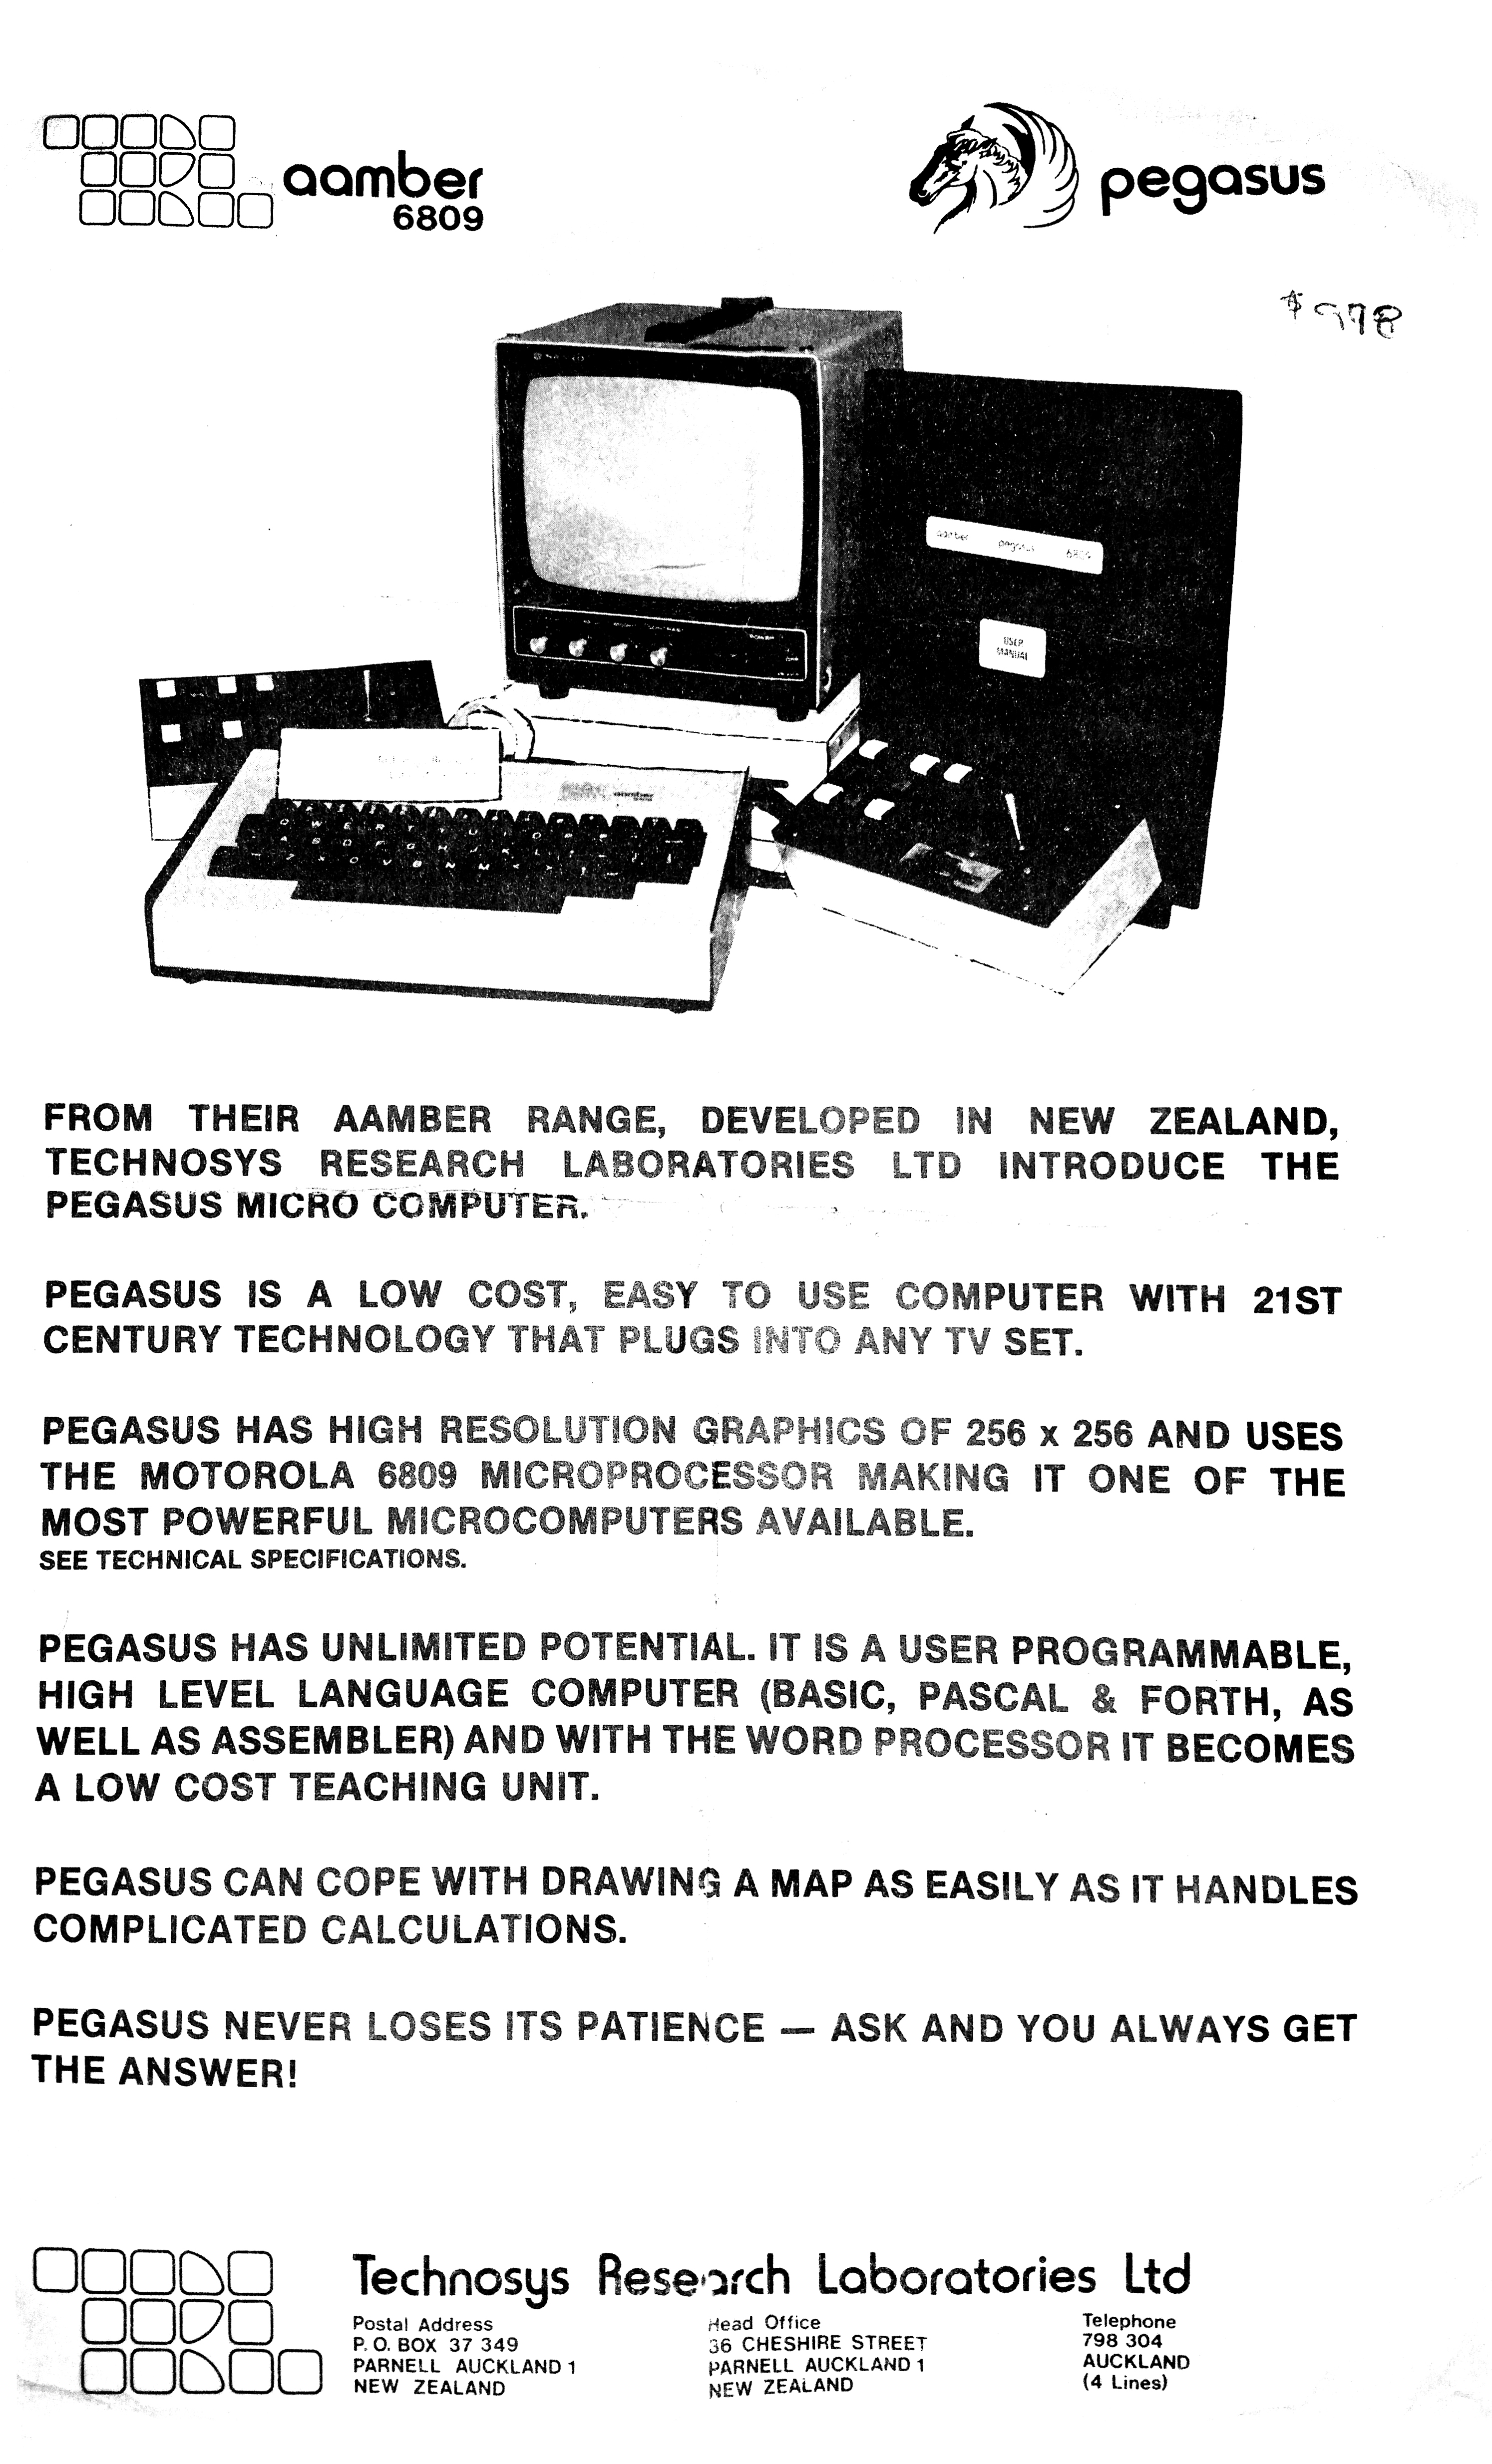 aamber
6809
pegasus
$978
aamber pegasus 6809
USER
MANUAL
aamber
FROM THEIR AAMBER RANGE, DEVELOPED IN NEW ZEALAND,
TECHNOSYS RESEARCH LABORATORIES LTD INTRODUCE THE
PEGASUS MICRO COMPUTER.
PEGASUS IS A LOW COST, EASY TO USE COMPUTER WITH 21ST
CENTURY TECHNOLOGY THAT PLUGS INTO ANY TV SET.
PEGASUS HAS HIGH RESOLUTION GRAPHICS OF 256 x 256 AND USES
THE MOTOROLA 6809 MICROPROCESSOR MAKING IT ONE OF THE
MOST POWERFUL MICROCOMPUTERS AVAILABLE.
SEE TECHNICAL SPECIFICATIONS.
PEGASUS HAS UNLIMITED POTENTIAL. IT IS A USER PROGRAMMABLE,
HIGH LEVEL LANGUAGE COMPUTER (BASIC, PASCAL & FORTH, AS
WELL AS ASSEMBLER) AND WITH THE WORD PROCESSOR IT BECOMES
A LOW COST TEACHING UNIT.
PEGASUS CAN COPE WITH DRAWING A MAP AS EASILY AS IT HANDLES
COMPLICATED CALCULATIONS.
PEGASUS NEVER LOSES ITS PATIENCE — ASK AND YOU ALWAYS GET
THE ANSWER!
Technosys Research Laboratories Ltd
Postal Address
P.O. BOX 37 349
PARNELL AUCKLAND 1
NEW ZEALAND
Head Office
36 CHESHIRE STREET
PARNELL AUCKLAND 1
NEW ZEALAND
Telephone
798 304
AUCKLAND
(4 Lines)